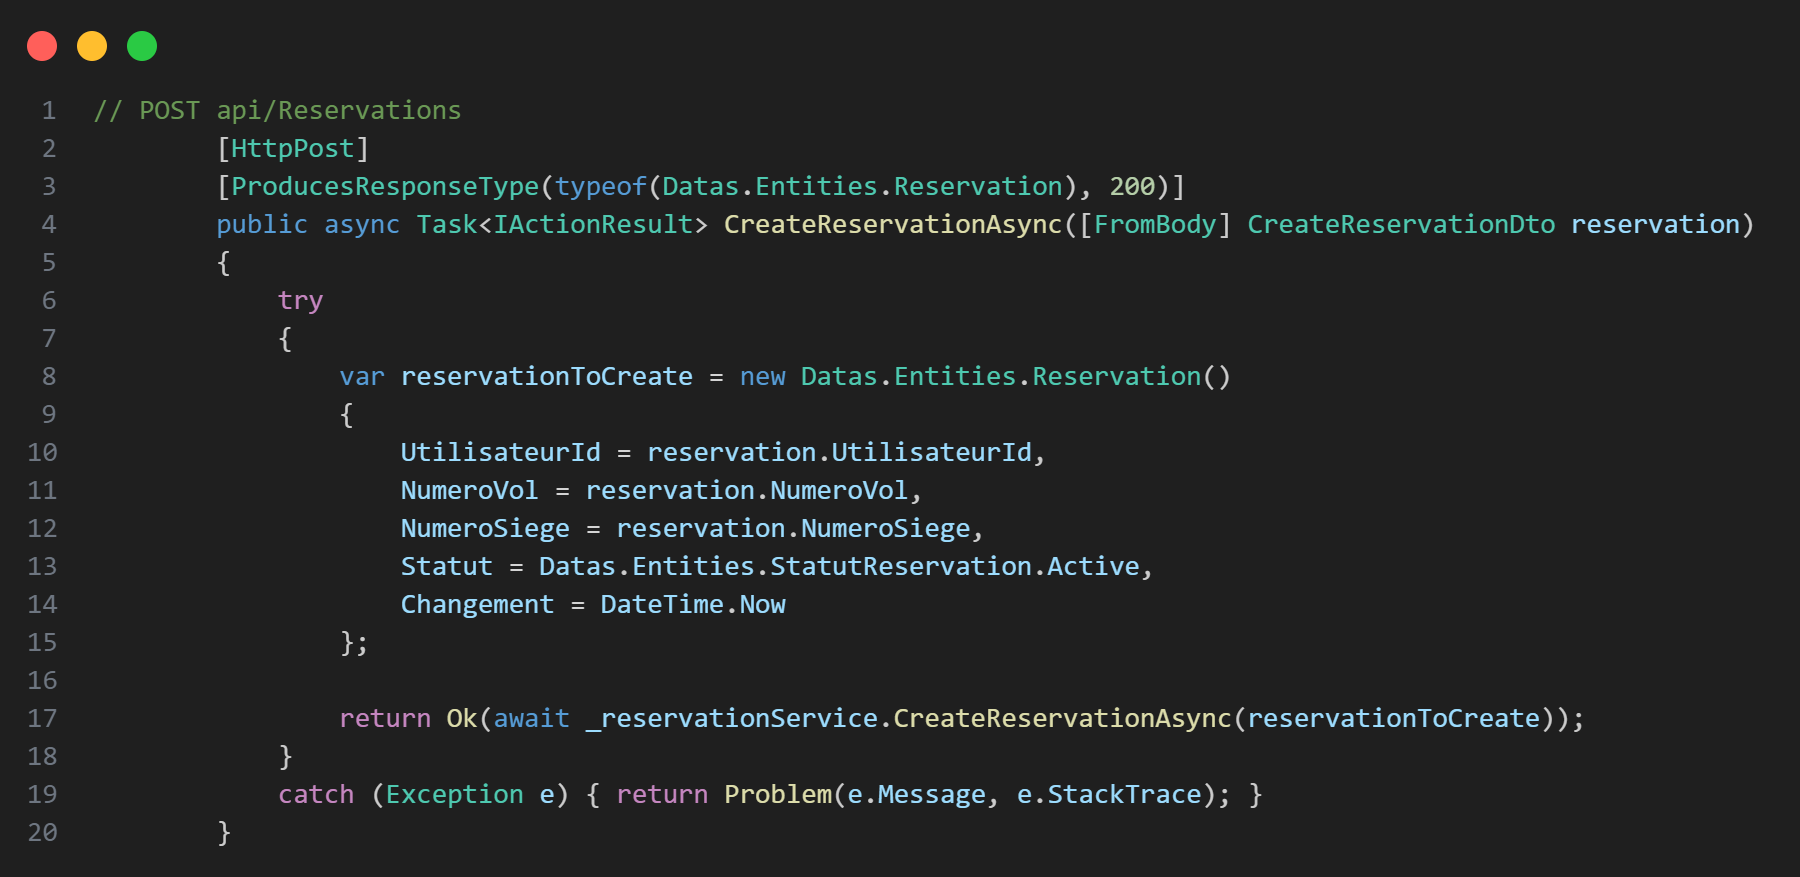 1 // POST api/Reservations
2 [HttpPost]
3 [ProducesResponseType(typeof(Datas.Entities.Reservation), 200)]
4 public async Task<IActionResult> CreateReservationAsync([FromBody] CreateReservationDto reservation)
5 {
6 try
7 {
8 var reservationToCreate = new Datas.Entities.Reservation()
9 {
10 UtilisateurId = reservation.UtilisateurId,
11 NumeroVol = reservation.NumeroVol,
12 NumeroSiege = reservation.NumeroSiege,
13 Statut = Datas.Entities.StatutReservation.Active,
14 Changement = DateTime.Now
15 };
16
17 return Ok(await _reservationService.CreateReservationAsync(reservationToCreate));
18 }
19 catch (Exception e) { return Problem(e.Message, e.StackTrace); }
20 }